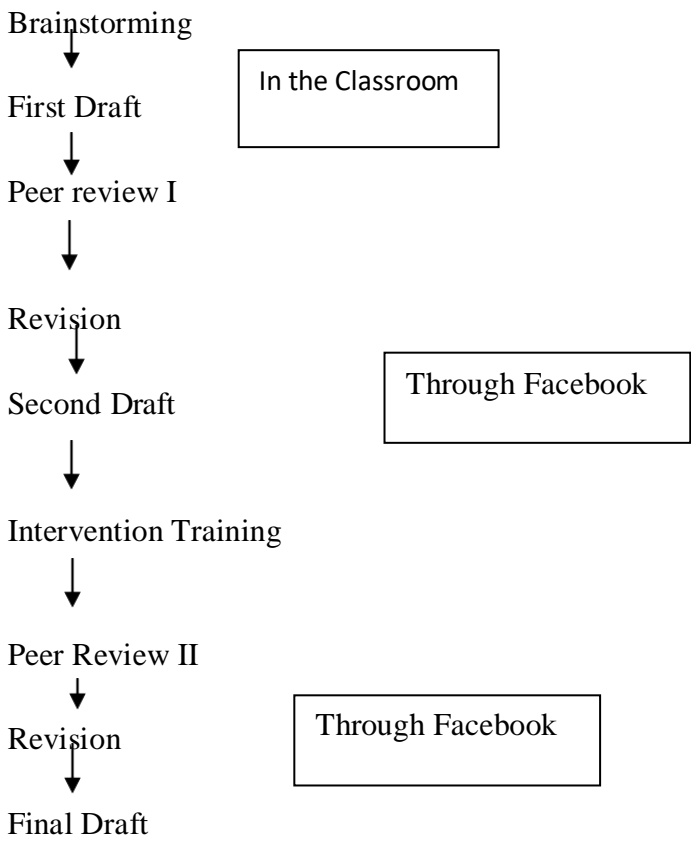 Brainstorming
In the Classroom
First Draft
Peer review I
Revision
Through Facebook
Second Draft
Intervention Training
Peer Review II
Through Facebook
Revision
Final Draft